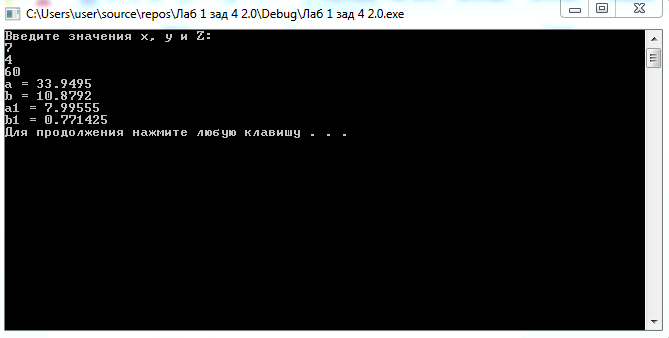 C:\Users\user\source\repos\Лаб 1 зад 4 2.0\Debug\Лаб 1 зад 4 2.0.exe
Введите значения x, y и Z:
7
4
60
a = 33.9495
b = 10.8792
a1 = 7.99555
b1 = 0.771425
Для продолжения нажмите любую клавишу . . .